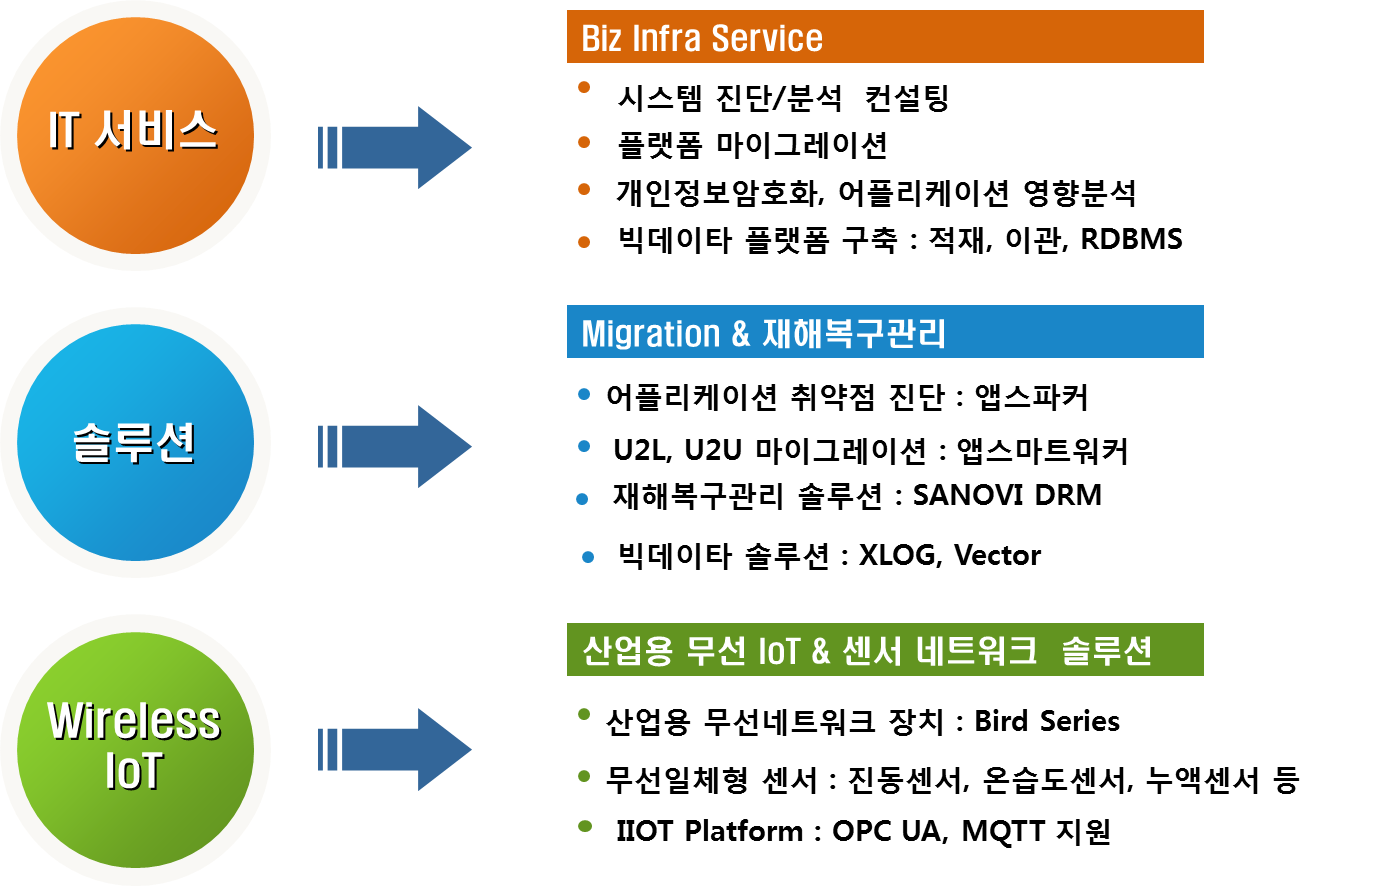 IT 서비스
Biz Infra Service
시스템 진단/분석 컨설팅
플랫폼 마이그레이션
개인정보암호화, 어플리케이션 영향분석
빅데이타 플랫폼 구축 : 적재, 이관, RDBMS
솔루션
Migration & 재해복구관리
어플리케이션 취약점 진단 : 앱스파커
U2L, U2U 마이그레이션 : 앱스마트워커
재해복구관리 솔루션 : SANOVI DRM
빅데이타 솔루션 : XLOG, Vector
Wireless
IoT
산업용 무선 IoT & 센서 네트워크 솔루션
산업용 무선네트워크 장치 : Bird Series
무선일체형 센서 : 진동센서, 온습도센서, 누액센서 등
IIOT Platform : OPC UA, MQTT 지원